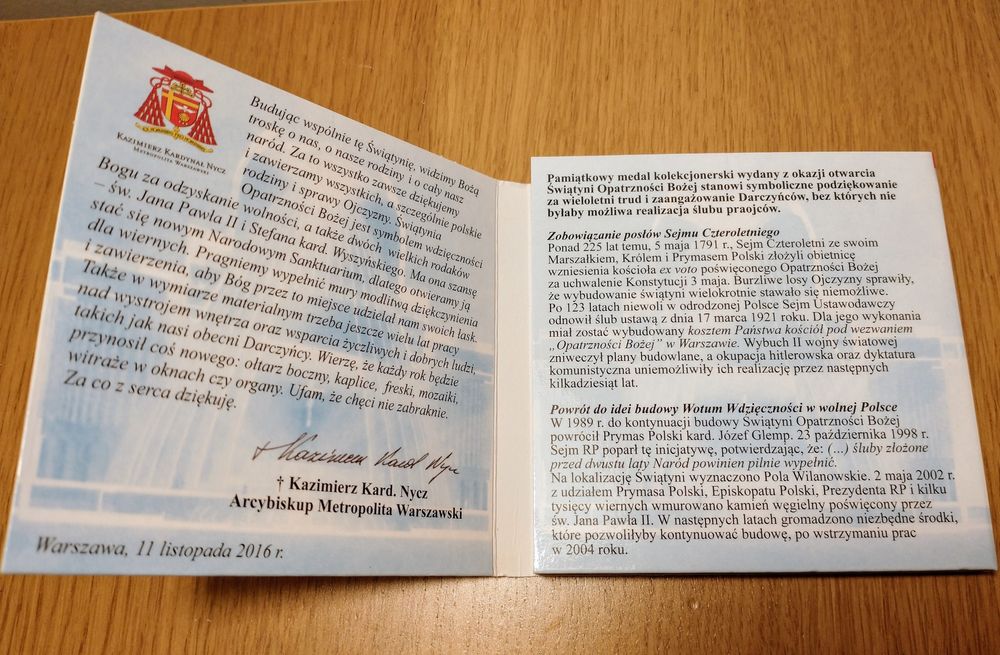 KAZIMIERZ KARDYNAŁ NYCZ
METROPOLITA WARSZAWSKI
Budując wspólnie tę Świątynię, widzimy Bożą
troskę o nas, o nasze rodziny i o cały nasz
naród. Za to wszystko zawsze dziękujemy
i zawierzamy wszystkich, a szczególnie polskie
rodziny i sprawy Ojczyzny. Świątynia
Opatrzności Bożej jest symbolem wdzięczności
Bogu za odzyskanie wolności, a także dwóch wielkich rodaków
– św. Jana Pawła II i Stefana kard. Wyszyńskiego. Ma ona szansę
stać się nowym Narodowym Sanktuarium, dlatego otwieramy ją
dla wiernych. Pragniemy wypełnić mury modlitwą dziękczynienia
i zawierzenia, aby Bóg przez to miejsce udzielał nam swoich łask.
Także w wymiarze materialnym trzeba jeszcze wielu lat pracy
nad wystrojem wnętrza oraz wsparcia życzliwych i dobrych ludzi,
takich jak nasi obecni Darczyńcy. Wierzę, że każdy rok będzie
przynosił coś nowego: ołtarz boczny, kaplice, freski, mozaiki,
witraże w oknach czy organy. Ufam, że chęci nie zabraknie.
Za co z serca dziękuję.
+ Kazimierz Kard Nycz
† Kazimierz Kard. Nycz
Arcybiskup Metropolita Warszawski
Warszawa, 11 listopada 2016 r.
Pamiątkowy medal kolekcjonerski wydany z okazji otwarcia
Świątyni Opatrzności Bożej stanowi symboliczne podziękowanie
za wieloletni trud i zaangażowanie Darczyńców, bez których nie
byłaby możliwa realizacja ślubu praojców.
Zobowiązanie posłów Sejmu Czteroletniego
Ponad 225 lat temu, 5 maja 1791 r., Sejm Czteroletni ze swoim
Marszałkiem, Królem i Prymasem Polski złożyli obietnicę
wzniesienia kościoła ex voto poświęconego Opatrzności Bożej
za uchwalenie Konstytucji 3 maja. Burzliwe losy Ojczyzny sprawiły,
że wybudowanie świątyni wielokrotnie stawało się niemożliwe.
Po 123 latach niewoli w odrodzonej Polsce Sejm Ustawodawczy
odnowił ślub ustawą z dnia 17 marca 1921 roku. Dla jego wykonania
miał zostać wybudowany kosztem Państwa kościół pod wezwaniem
„Opatrzności Bożej” w Warszawie. Wybuch II wojny światowej
zniweczył plany budowlane, a okupacja hitlerowska oraz dyktatura
komunistyczna uniemożliwiły ich realizację przez następnych
kilkadziesiąt lat.
Powrót do idei budowy Wotum Wdzięczności w wolnej Polsce
W 1989 r. do kontynuacji budowy Świątyni Opatrzności Bożej
powrócił Prymas Polski kard. Józef Glemp. 23 października 1998 r.
Sejm RP poparł tę inicjatywę, potwierdzając, że: (...) śluby złożone
przed dwustu laty Naród powinien pilnie wypełnić.
Na lokalizację Świątyni wyznaczono Pola Wilanowskie. 2 maja 2002 r.
z udziałem Prymasa Polski, Episkopatu Polski, Prezydenta RP i kilku
tysięcy wiernych wmurowano kamień węgielny poświęcony przez
św. Jana Pawła II. W następnych latach gromadzono niezbędne środki,
które pozwoliłyby kontynuować budowę, po wstrzymaniu prac
w 2004 roku.